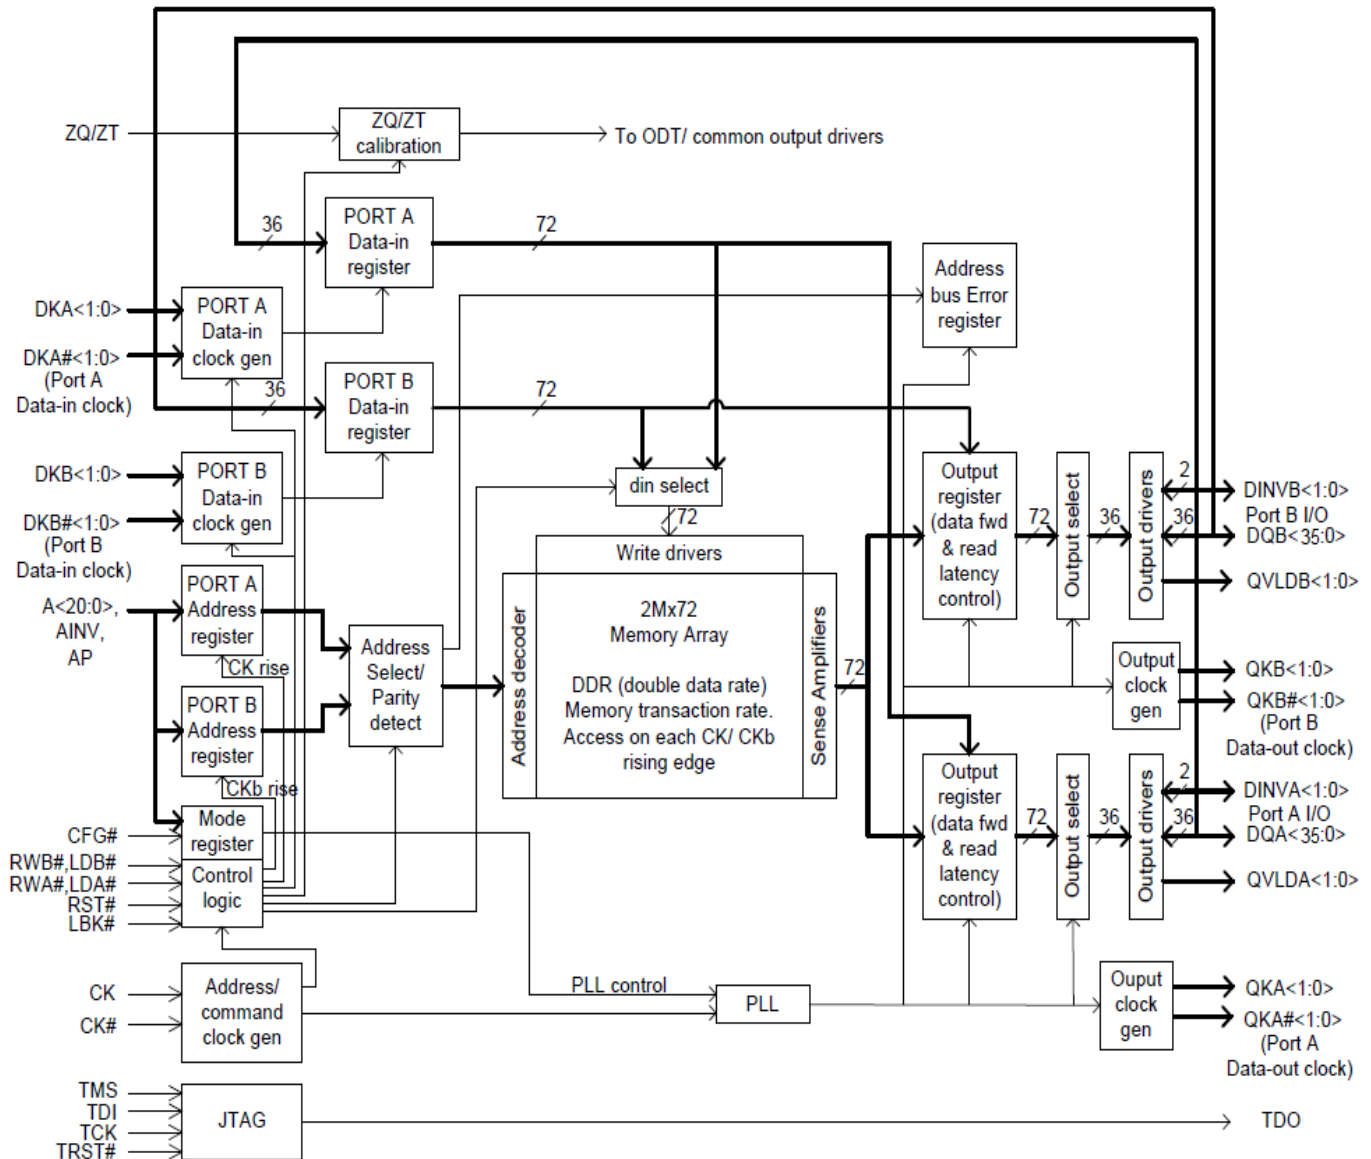 ZQ/ZT
ZQ/ZT
calibration
To ODT/ common output drivers
36
PORT A
Data-in
register
72
Address
bus Error
register
DKA<1:0>
DKA#<1:0>
(Port A
Data-in clock)
PORT A
Data-in
clock gen
36
PORT B
Data-in
register
72
DKB<1:0>
DKB#<1:0>
(Port B
Data-in clock)
PORT B
Data-in
clock gen
din select
72
Write drivers
Output
register
(data fwd
& read
latency
control)
72
Output select
36
Output drivers
2
36
DINVB<1:0>
Port B I/O
DQB<35:0>
QVLDB<1:0>
A<20:0>,
AINV,
AP
PORT A
Address
register
CK rise
PORT B
Address
register
CKb rise
Address
Select/
Parity
detect
Address decoder
2Mx72
Memory Array
DDR (double data rate)
Memory transaction rate.
Access on each CK/ CKb
rising edge
Sense Amplifiers
72
Output
clock
gen
QKB<1:0>
QKB#<1:0>
(Port B
Data-out clock)
Output
register
(data fwd
& read
latency
control)
72
Output select
36
Output drivers
2
36
DINVA<1:0>
Port A I/O
DQA<35:0>
QVLDA<1:0>
CFG#
RWB#,LDB#
RWA#,LDA#
RST#
LBK#
Mode
register
Control
logic
CK
CK#
Address/
command
clock gen
PLL control
PLL
Ouput
clock
gen
QKA<1:0>
QKA#<1:0>
(Port A
Data-out clock)
TMS
TDI
TCK
TRST#
JTAG
TDO